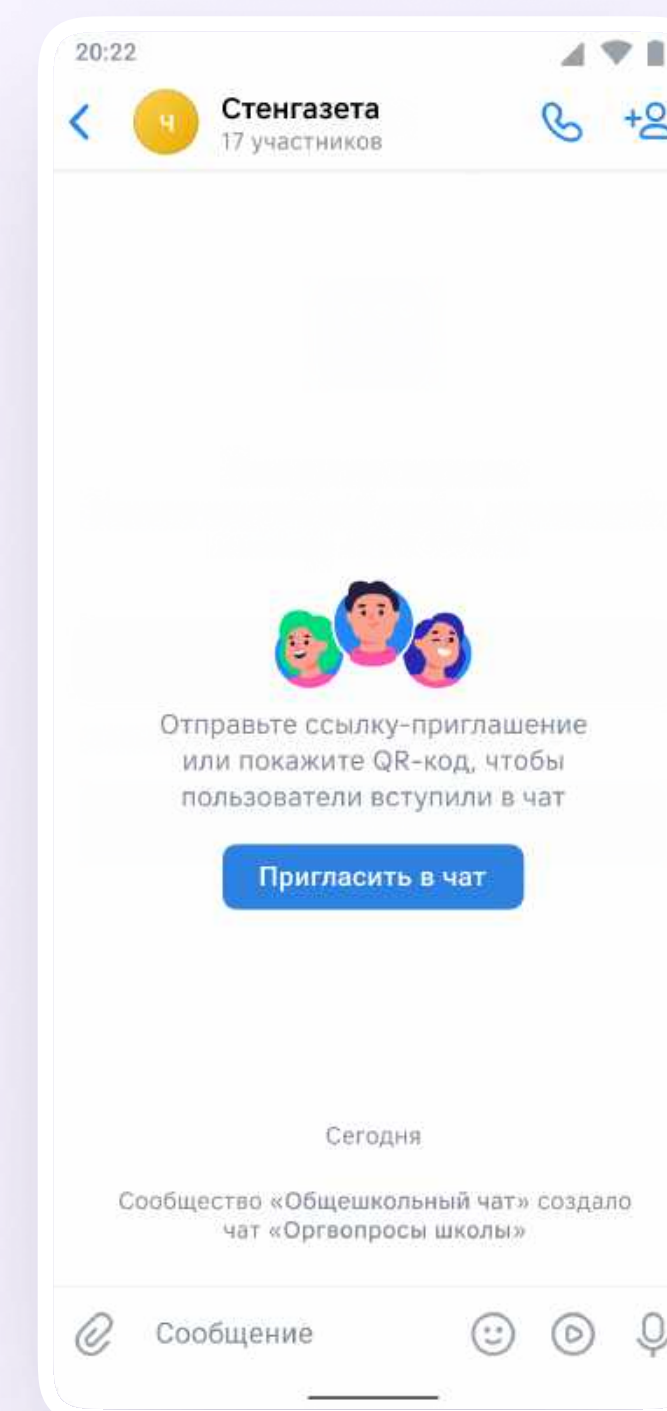 20:22
Ч
Стенгазета
17 участников
Отправьте ссылку-приглашение
или покажите QR-код, чтобы
пользователи вступили в чат
Пригласить в чат
Сегодня
Сообщество «Общешкольный чат» создало
чат «Оргвопросы школы»
Сообщение